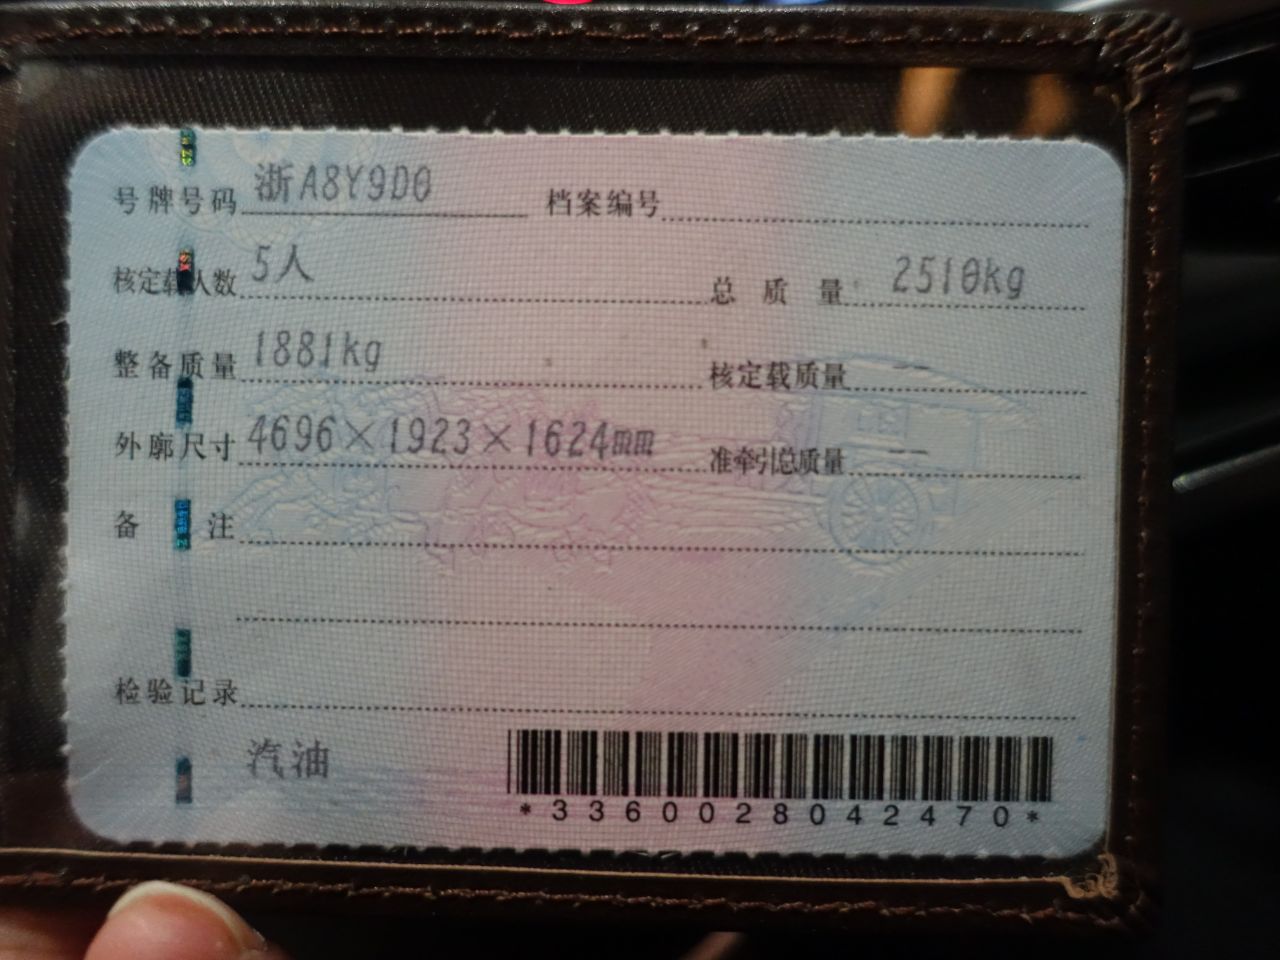 号牌号码 浙A8Y9D0 档案编号
核定载人数 5人 总质量 2510kg
整备质量 1881kg 核定载质量 --
外廓尺寸 4696×1923×1624mm 准牵引总质量 --
备注
检验记录
汽油
*3360028042470*